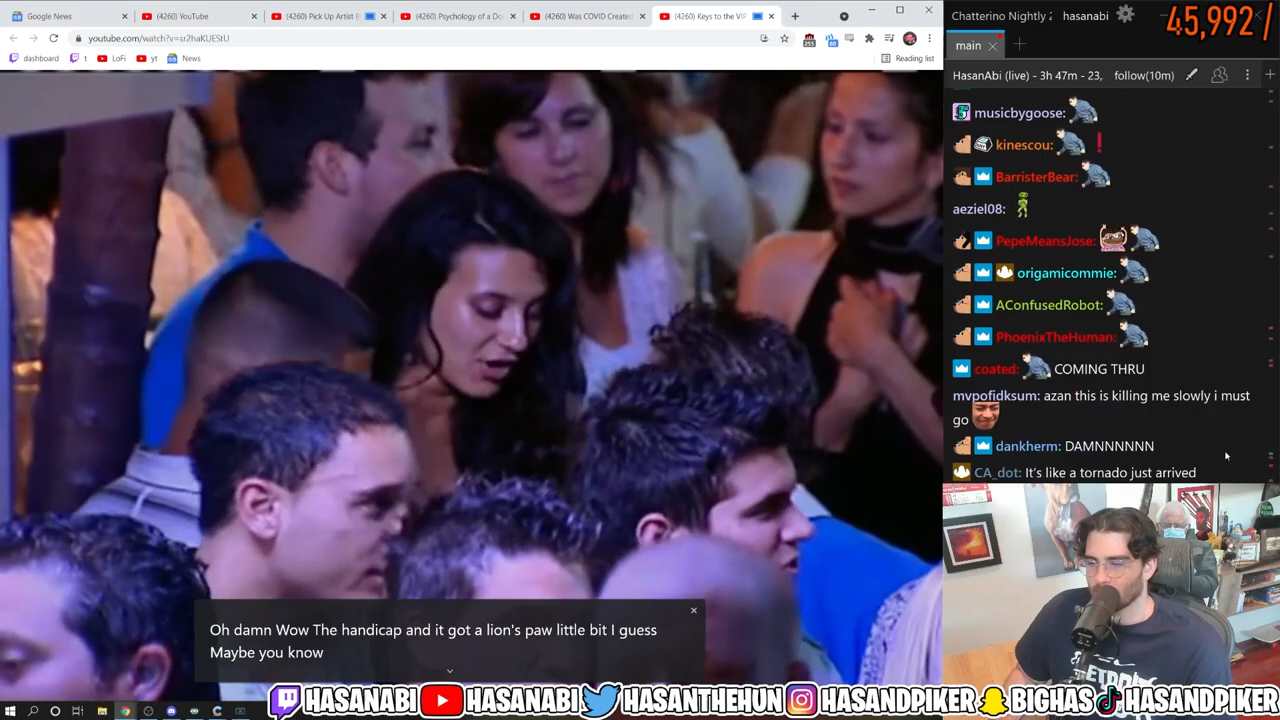 Google News
(4260) YouTube
(4260) Pick Up Artist B
(4260) Psychology of a Do
(4260) Was COVID Created
(4260) Keys to the VIP
youtube.com/watch?v=sr2haKUEStU
dashboard
t
LoFi
yt
News
Reading list
Chatterino Nightly
hasanabi
45,992 /
main
HasanAbi (live) - 3h 47m - 23,
follow(10m)
musicbygoose:
kinescou:
BarristerBear:
aeziel08:
PepeMeansJose:
origamicommie:
AConfusedRobot:
PhoenixTheHuman:
coated: COMING THRU
mvpofidksum: azan this is killing me slowly i must
go
dankherm: DAMNNNNNN
CA_dot: It's like a tornado just arrived
Oh damn Wow The handicap and it got a lion's paw little bit I guess
Maybe you know
HASANABI HASANABI HASANTHEHUN HASANDPIKER BIGHAS HASANDPIKER